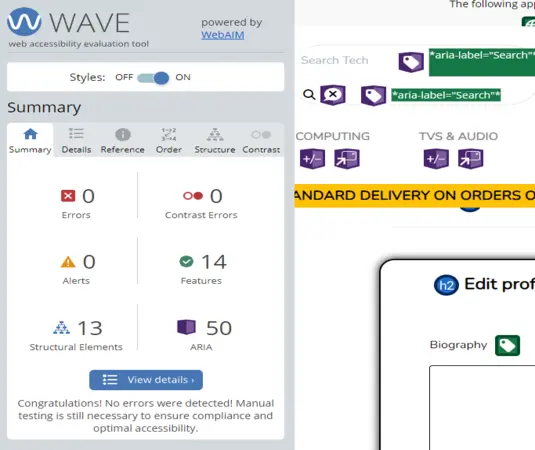 WAVE
web accessibility evaluation tool
powered by
WebAIM
Styles: OFF ON
Summary
Summary Details Reference Order Structure Contrast
0
Errors
0
Contrast Errors
0
Alerts
14
Features
13
Structural Elements
50
ARIA
View details ›
Congratulations! No errors were detected! Manual
testing is still necessary to ensure compliance and
optimal accessibility.
The following app
Search Tech
*aria-label="Search"*
*aria-label="Search"*
COMPUTING
TVS & AUDIO
+/-
+/-
ANDARD DELIVERY ON ORDERS O
h2 Edit prof
Biography